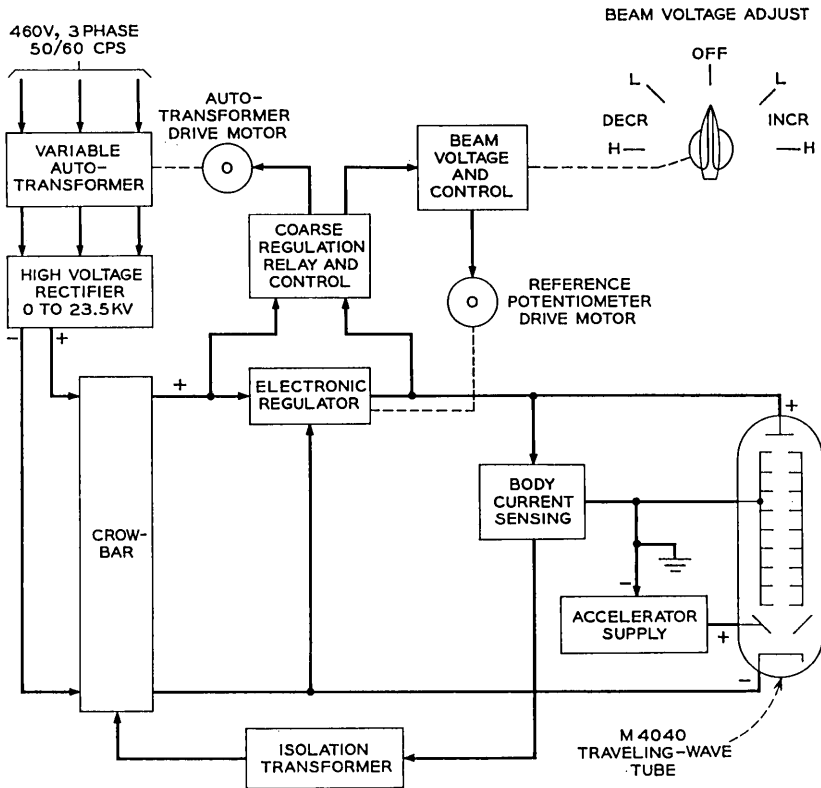 460V, 3 PHASE
50/60 CPS
BEAM VOLTAGE ADJUST
OFF
L
L
DECR
INCR
H
H
AUTO-
TRANSFORMER
DRIVE MOTOR
VARIABLE
AUTO-
TRANSFORMER
BEAM
VOLTAGE
AND
CONTROL
COARSE
REGULATION
RELAY AND
CONTROL
HIGH VOLTAGE
RECTIFIER
0 TO 23.5KV
REFERENCE
POTENTIOMETER
DRIVE MOTOR
-
+
+
ELECTRONIC
REGULATOR
+
BODY
CURRENT
SENSING
CROW-
BAR
-
ACCELERATOR
SUPPLY
+
-
ISOLATION
TRANSFORMER
M4040
TRAVELING-WAVE
TUBE